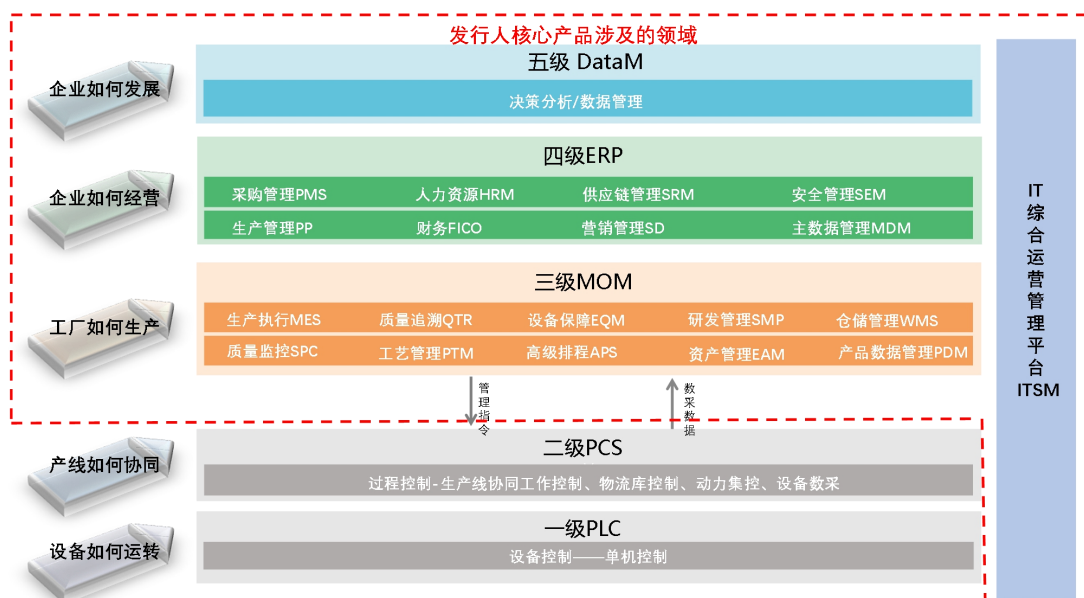 发行人核心产品涉及的领域
企业如何发展
五级 DataM
决策分析/数据管理
企业如何经营
四级ERP
采购管理PMS 人力资源HRM 供应链管理SRM 安全管理SEM
生产管理PP 财务FICO 营销管理SD 主数据管理MDM
工厂如何生产
三级MOM
生产执行MES 质量追溯QTR 设备保障EQM 研发管理SMP 仓储管理WMS
质量监控SPC 工艺管理PTM 高级排程APS 资产管理EAM 产品数据管理PDM
管理指令
数采数据
产线如何协同
二级PCS
过程控制-生产线协同工作控制、物流库控制、动力集控、设备数采
设备如何运转
一级PLC
设备控制——单机控制
IT综合运营管理平台ITSM